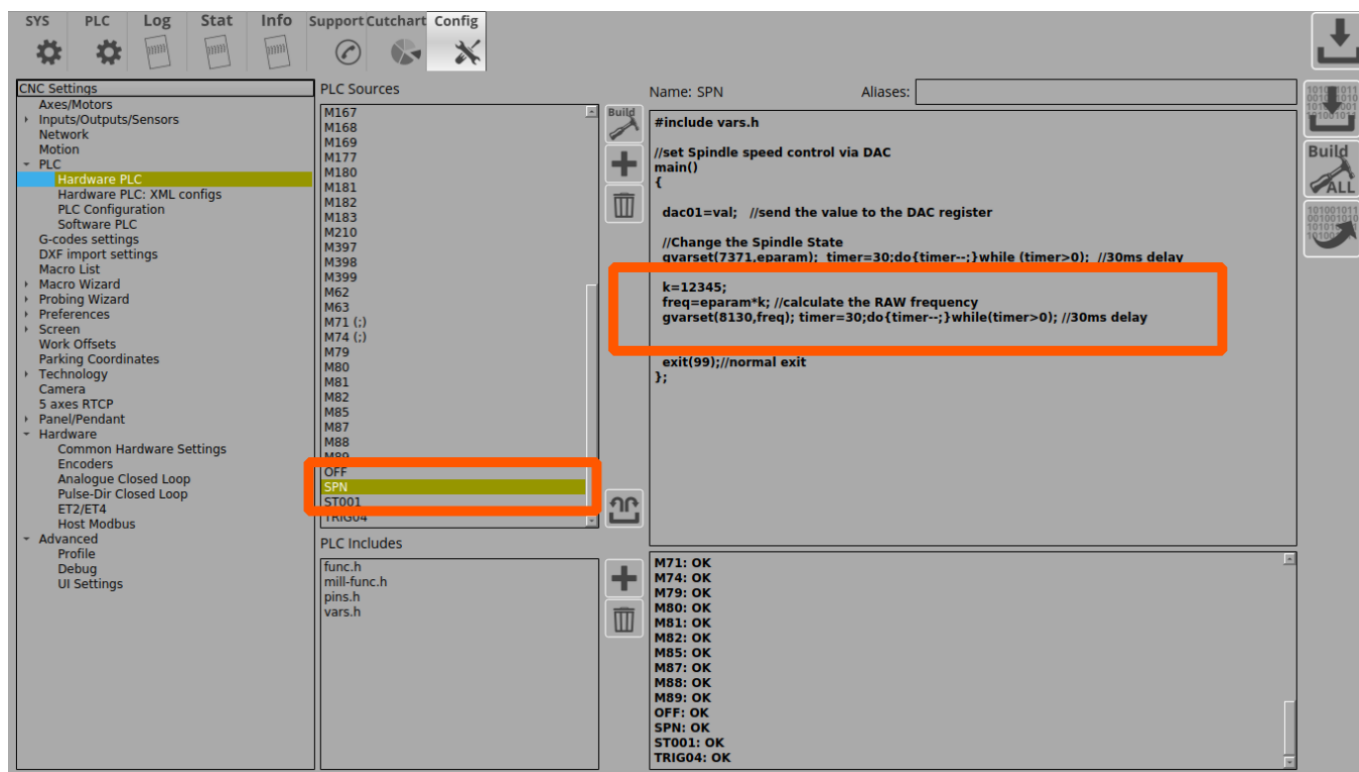 SYS PLC Log Stat Info Support Cutchart Config
CNC Settings
Axes/Motors
Inputs/Outputs/Sensors
Network
Motion
PLC
Hardware PLC
Hardware PLC: XML configs
PLC Configuration
Software PLC
G-codes settings
DXF import settings
Macro List
Macro Wizard
Probing Wizard
Preferences
Screen
Work Offsets
Parking Coordinates
Technology
Camera
5 axes RTCP
Panel/Pendant
Hardware
Common Hardware Settings
Encoders
Analogue Closed Loop
Pulse-Dir Closed Loop
ET2/ET4
Host Modbus
Advanced
Profile
Debug
UI Settings
PLC Sources
M167
M168
M169
M177
M180
M181
M182
M183
M210
M397
M398
M399
M62
M63
M71 (;)
M74 (;)
M79
M80
M81
M82
M85
M87
M88
M89
OFF
SPN
ST001
TRIG04
PLC Includes
func.h
mill-func.h
pins.h
vars.h
Build
Name: SPN Aliases:
#include vars.h
//set Spindle speed control via DAC
main()
{
dac01=val; //send the value to the DAC register
//Change the Spindle State
gvarset(7371,eparam); timer=30;do{timer--;}while (timer>0); //30ms delay
k=12345;
freq=eparam*k; //calculate the RAW frequency
gvarset(8130,freq); timer=30;do{timer--;}while(timer>0); //30ms delay
exit(99);//normal exit
};
M71: OK
M74: OK
M79: OK
M80: OK
M81: OK
M82: OK
M85: OK
M87: OK
M88: OK
M89: OK
OFF: OK
SPN: OK
ST001: OK
TRIG04: OK
Build
ALL